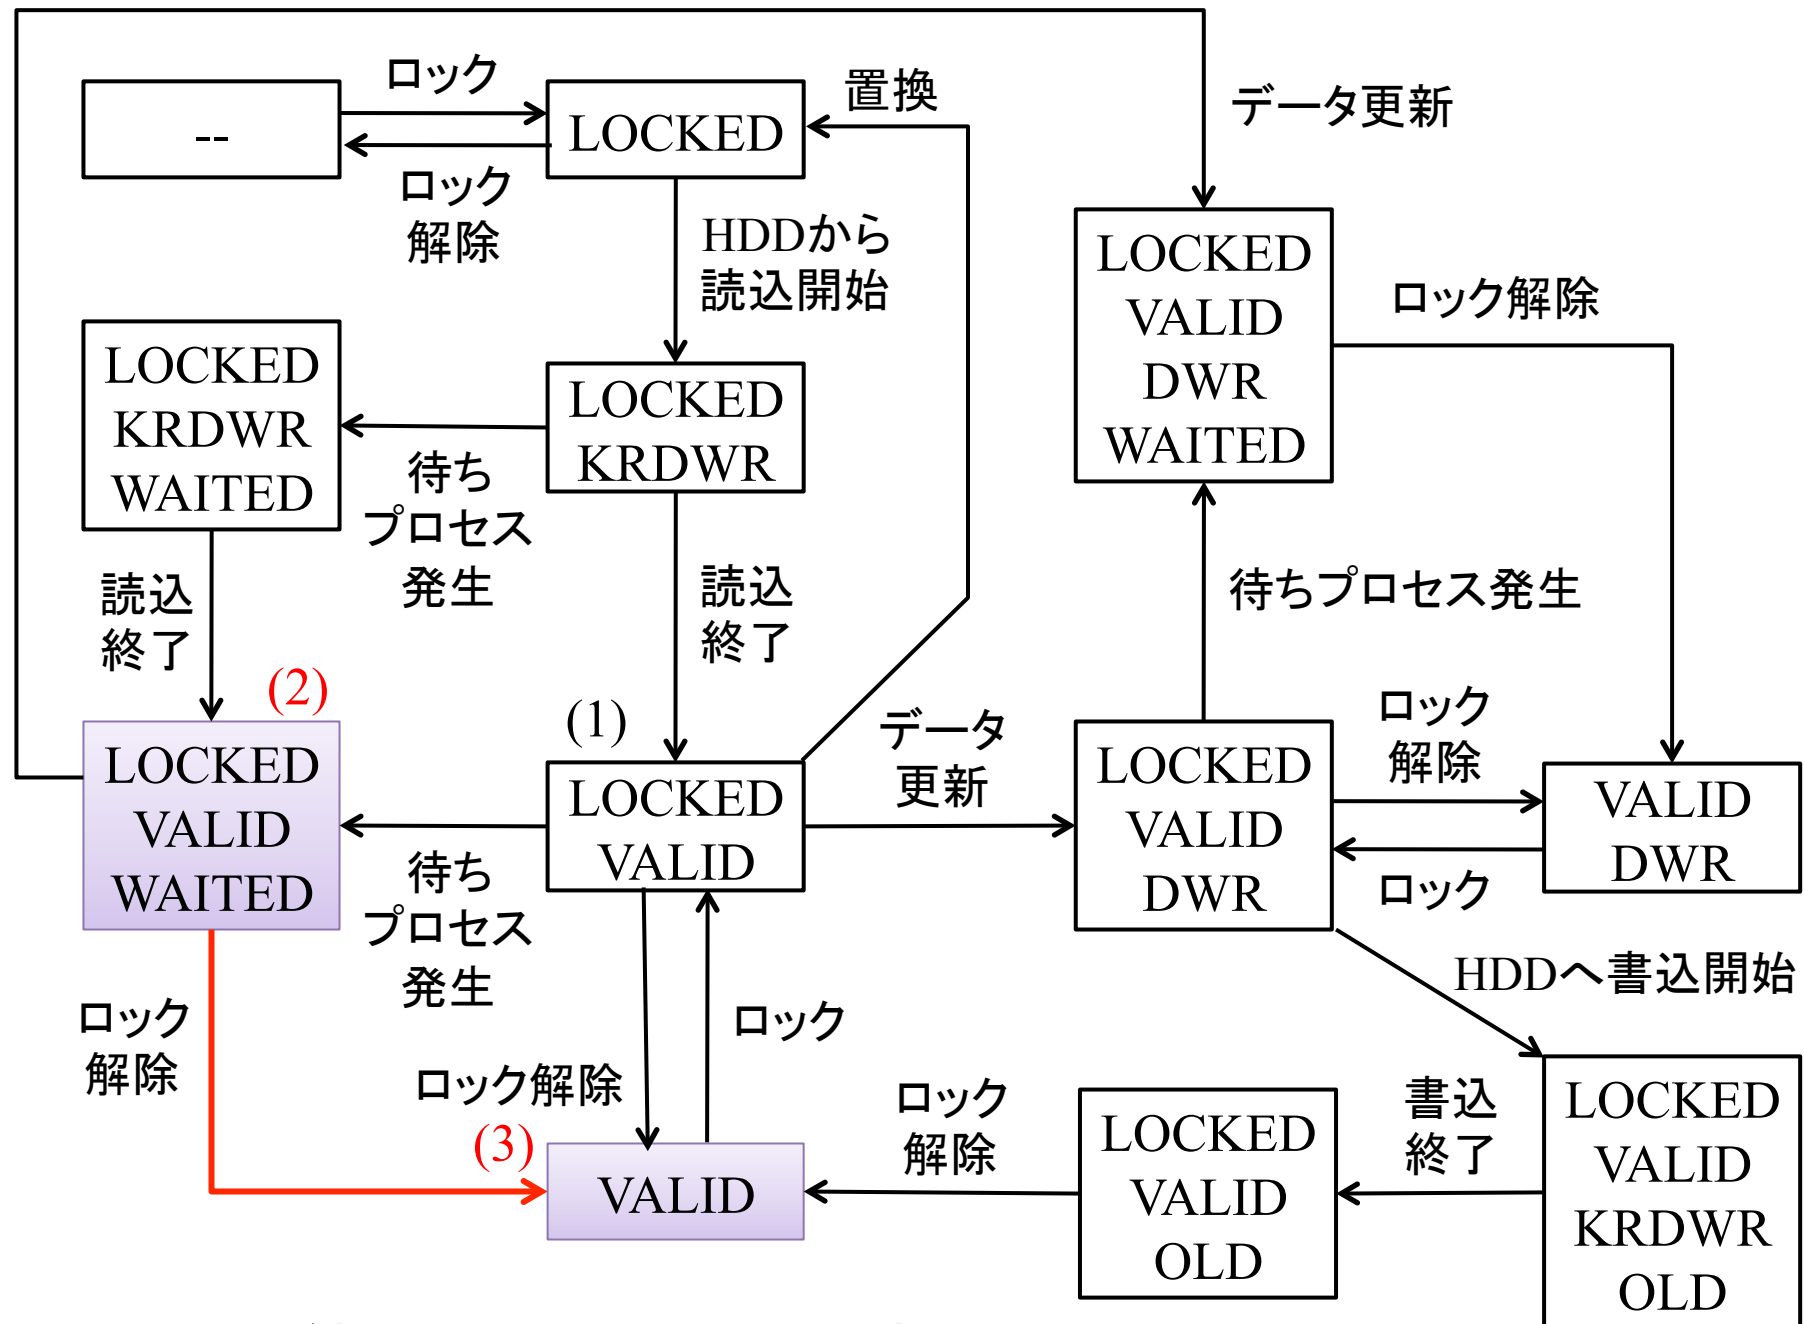 ロック
--
LOCKED
置換
データ更新
ロック
解除
HDDから
読込開始
LOCKED
VALID
DWR
WAITED
ロック解除
LOCKED
KRDWR
WAITED
LOCKED
KRDWR
待ち
プロセス
発生
読込
終了
読込
終了
待ちプロセス発生
(2)
(1)
LOCKED
VALID
WAITED
LOCKED
VALID
データ
更新
LOCKED
VALID
DWR
ロック
解除
VALID
DWR
ロック
待ち
プロセス
発生
HDDへ書込開始
ロック
解除
ロック
ロック解除
(3)
VALID
ロック
解除
LOCKED
VALID
OLD
書込
終了
LOCKED
VALID
KRDWR
OLD